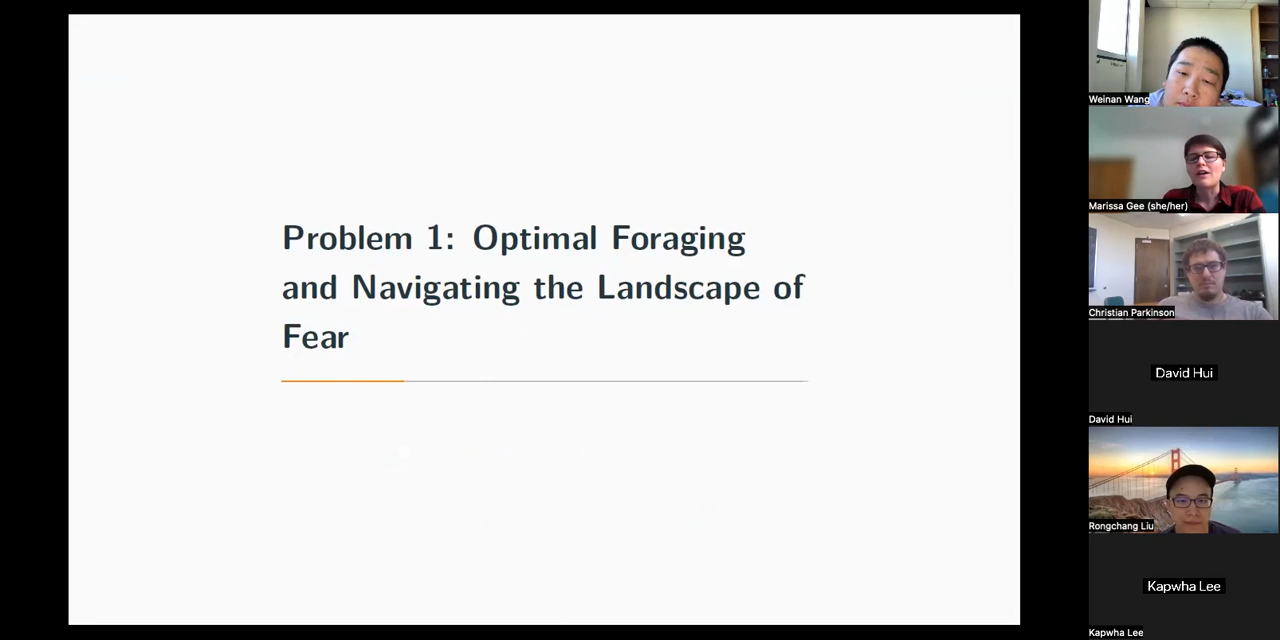 Problem 1: Optimal Foraging
and Navigating the Landscape of
Fear
Weinan Wang
Marissa Gee (she/her)
Christian Parkinson
David Hui
David Hui
Rongchang Liu
Kapwha Lee
Kapwha Lee